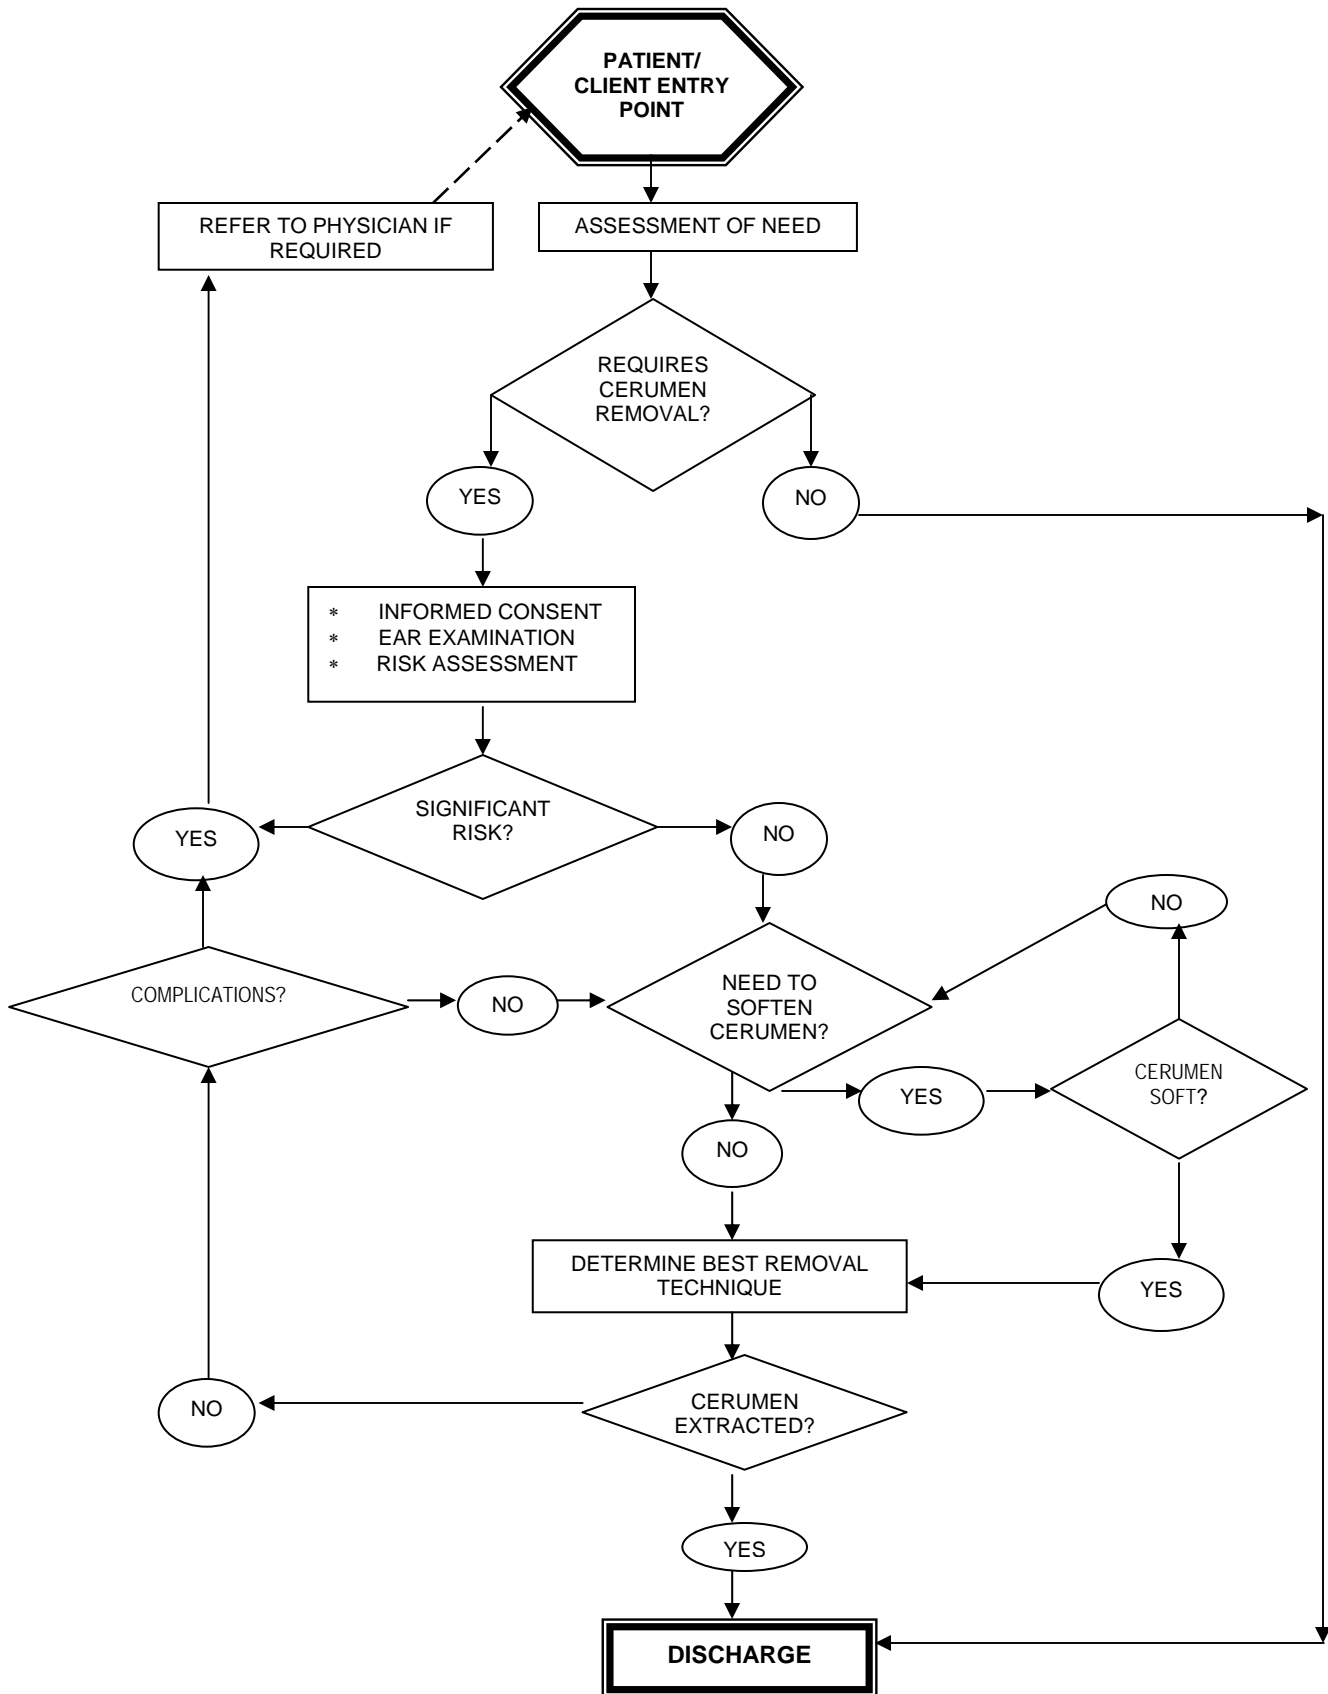 PATIENT/
CLIENT ENTRY
POINT
REFER TO PHYSICIAN IF
REQUIRED
ASSESSMENT OF NEED
REQUIRES
CERUMEN
REMOVAL?
YES
NO
* INFORMED CONSENT
* EAR EXAMINATION
* RISK ASSESSMENT
SIGNIFICANT
RISK?
YES
NO
NO
COMPLICATIONS?
NO
NEED TO
SOFTEN
CERUMEN?
YES
CERUMEN
SOFT?
NO
DETERMINE BEST REMOVAL
TECHNIQUE
YES
NO
CERUMEN
EXTRACTED?
YES
DISCHARGE